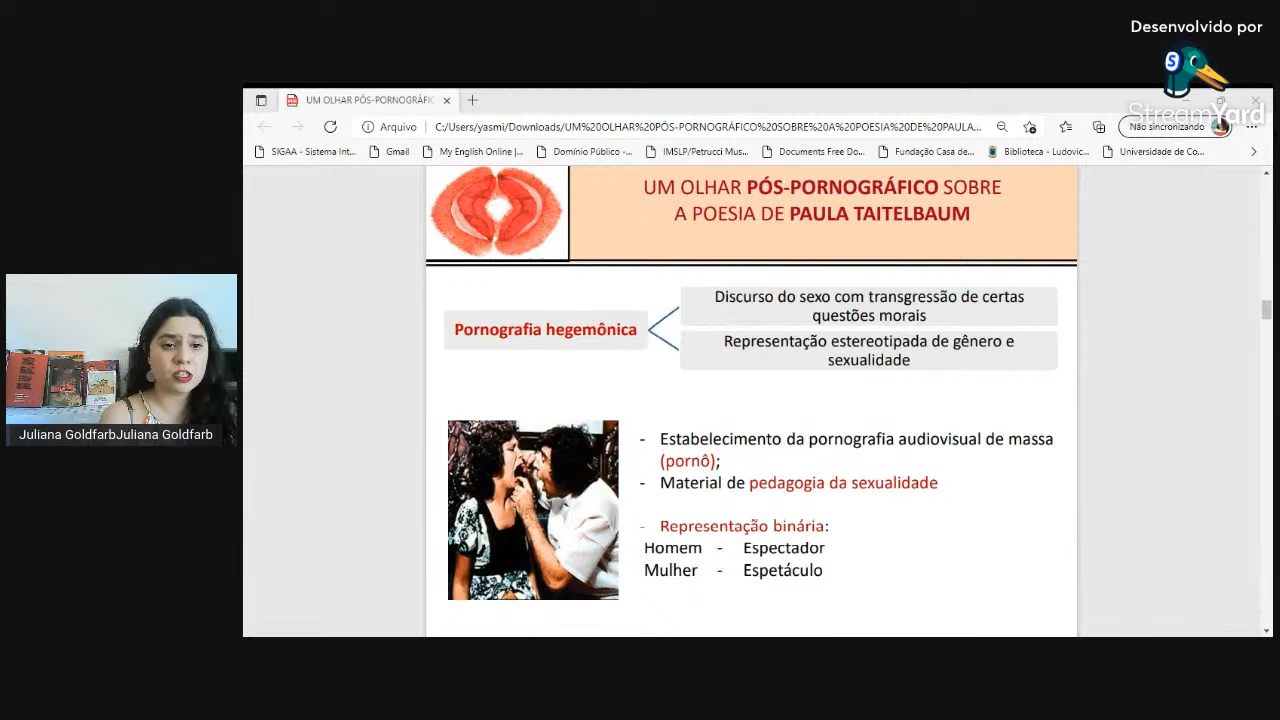 Desenvolvido por
S
StreamYard
UM OLHAR PÓS-PORNOGRÁFIC
Arquivo
C:/Users/yasmi/Downloads/UM%20OLHAR%20PÓS-PORNOGRÁFICO%20SOBRE%20A%20POESIA%20DE%20PAULA...
Não sincronizando
SIGAA - Sistema Int...
Gmail
My English Online |...
Domínio Público -...
IMSLP/Petrucci Mus...
Documents Free Do...
Fundação Casa de...
Biblioteca - Ludovic...
Universidade de Co...
UM OLHAR PÓS-PORNOGRÁFICO SOBRE
A POESIA DE PAULA TAITELBAUM
Pornografia hegemônica
Discurso do sexo com transgressão de certas
questões morais
Representação estereotipada de gênero e
sexualidade
- Estabelecimento da pornografia audiovisual de massa
(pornô);
- Material de pedagogia da sexualidade
- Representação binária:
Homem - Espectador
Mulher - Espetáculo
Juliana GoldfarbJuliana Goldfarb